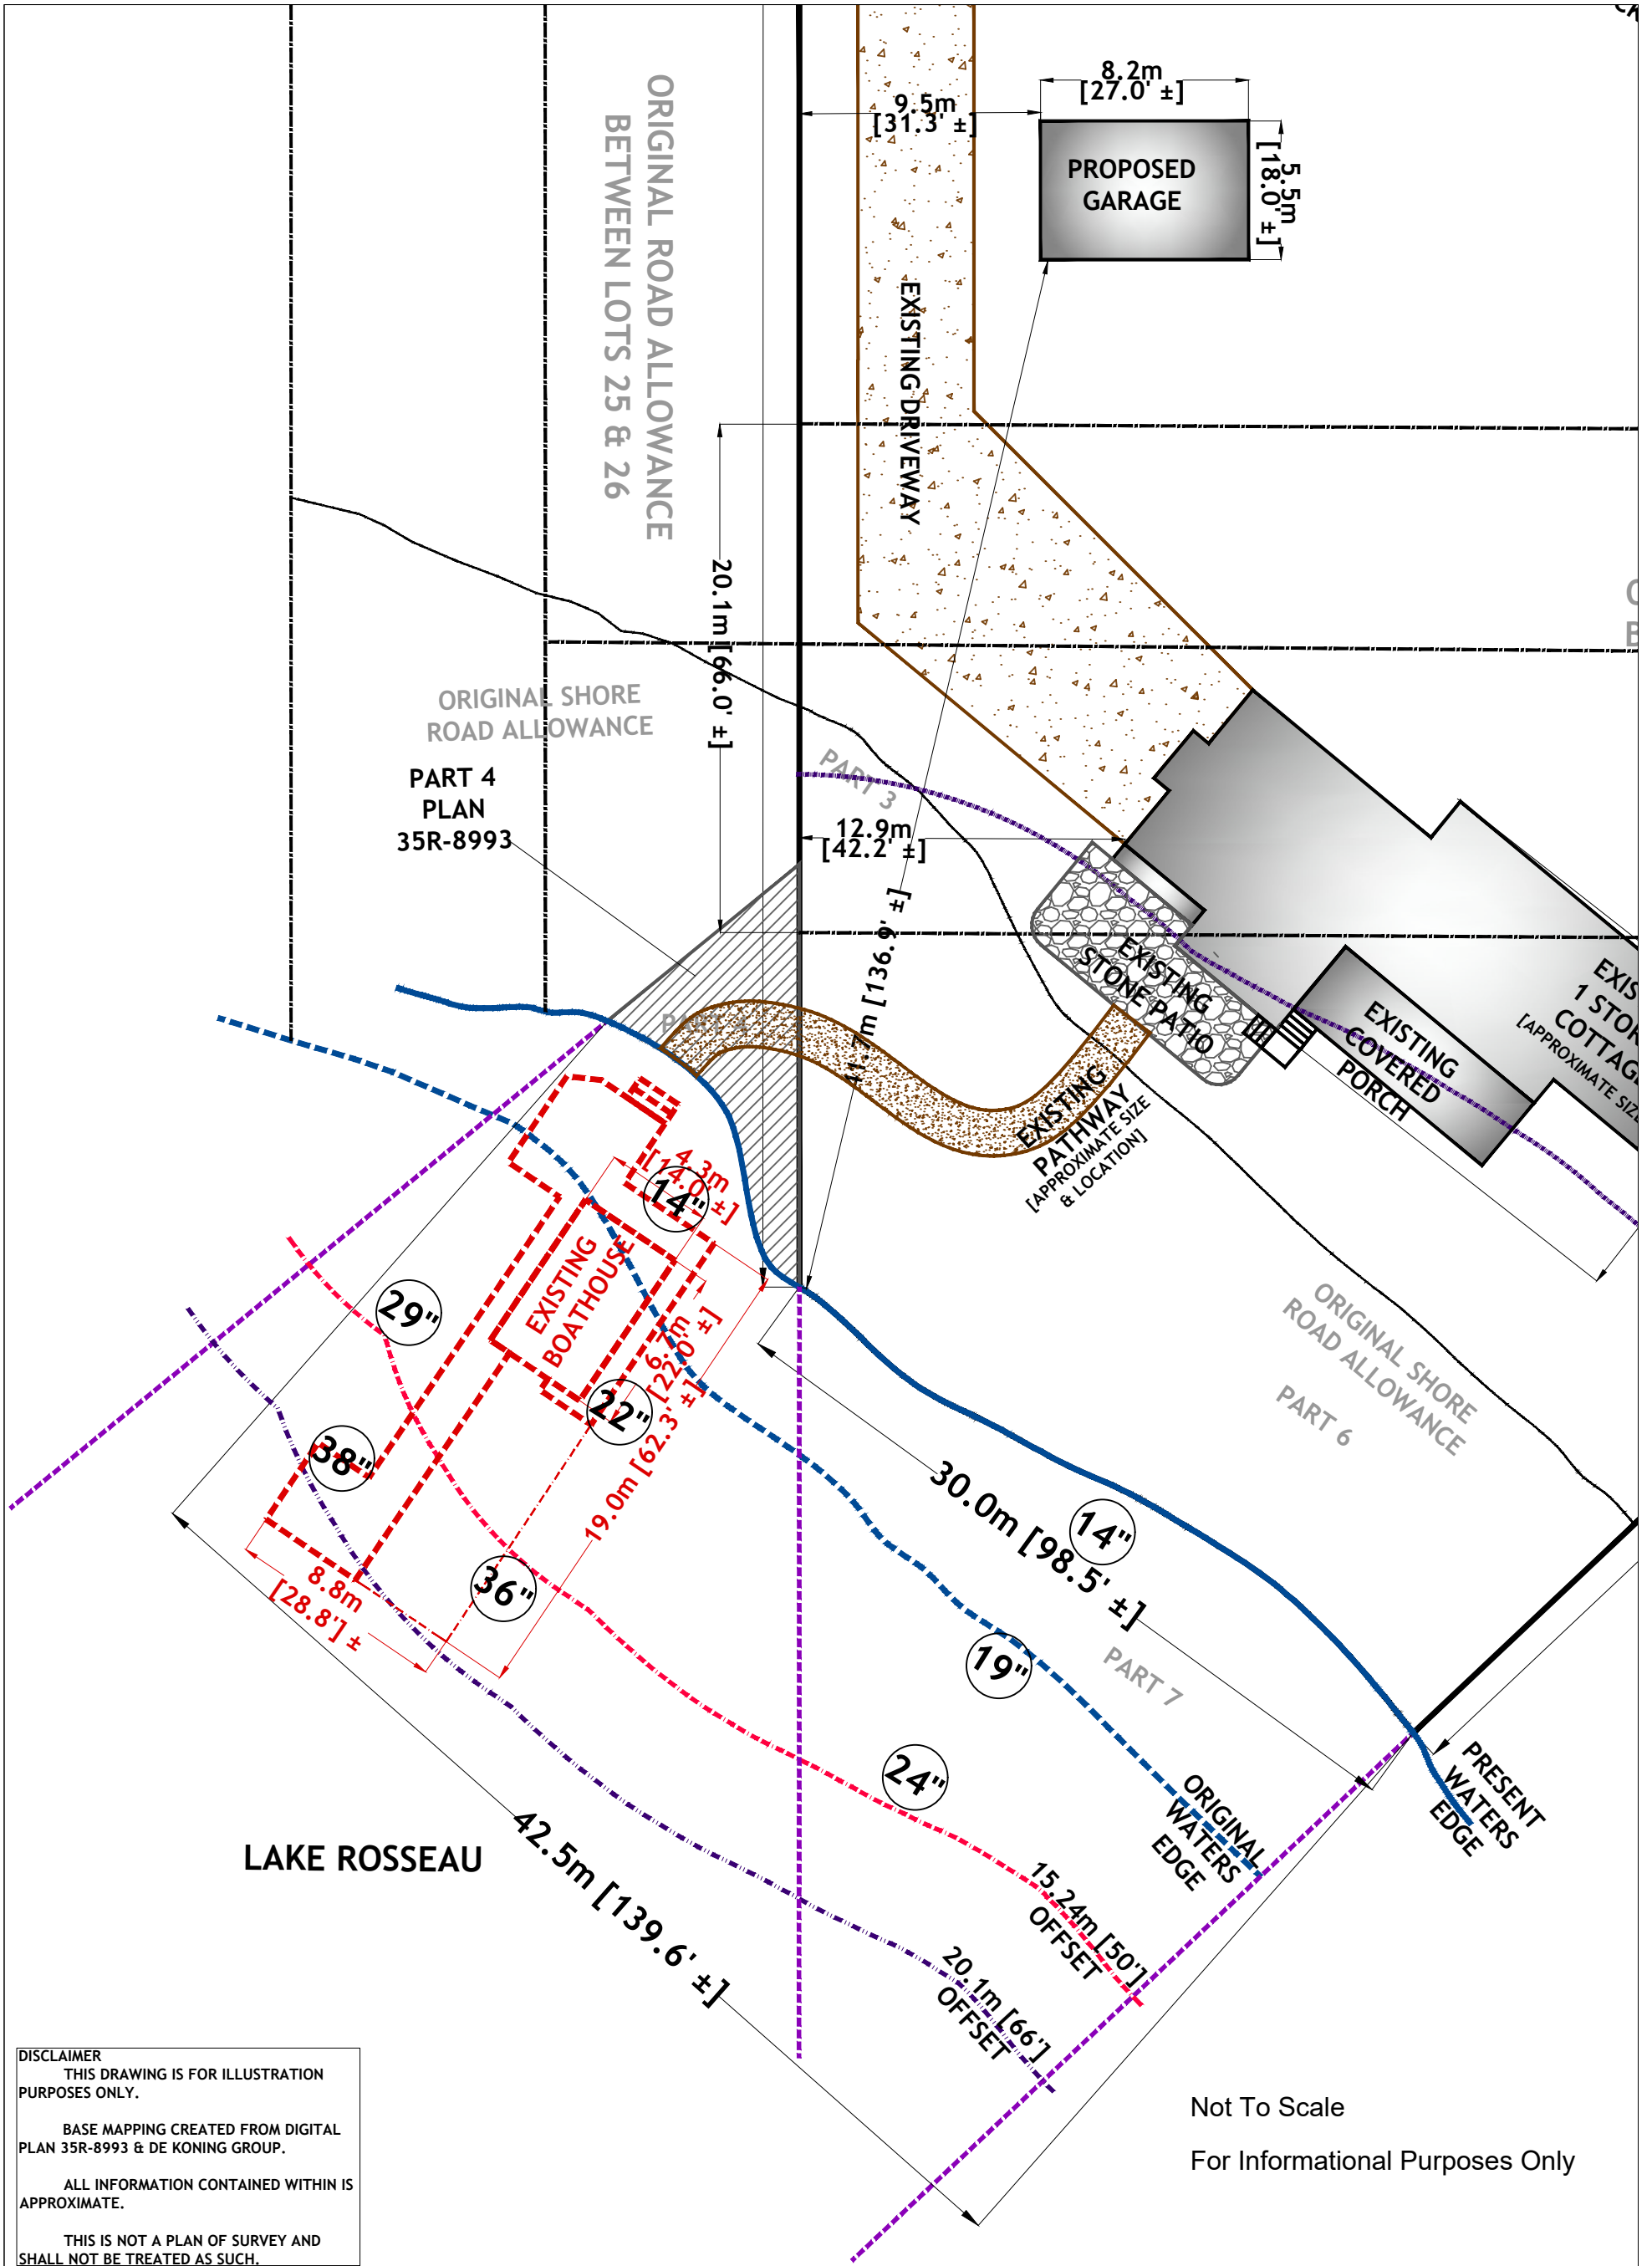 8.2m
[27.0' ±]
9.5m
[31.3' ±]
PROPOSED
GARAGE
5.5m
[18.0' ±]
ORIGINAL ROAD ALLOWANCE
BETWEEN LOTS 25 & 26
EXISTING DRIVEWAY
20.1m [66.0' ±]
ORIGINAL SHORE
ROAD ALLOWANCE
PART 4
PLAN
35R-8993
PART 3
12.9m
[42.2' ±]
41.7m [136.9' ±]
EXISTING
STONE PATIO
EXISTING
COVERED
PORCH
1 STOR
COTTAG
[APPROXIMATE SIZE
PART 4
EXISTING
PATHWAY
[APPROXIMATE SIZE
& LOCATION]
4.3m
[14.0' ±]
14"
EXISTING
BOATHOUSE
29"
6.7m
[22.0' ±]
22"
19.0m [62.3' ±]
38"
36"
8.8m
[28.8'] ±
ORIGINAL SHORE
ROAD ALLOWANCE
PART 6
30.0m [98.5' ±]
14"
19"
PART 7
24"
PRESENT
WATERS
EDGE
ORIGINAL
WATERS
EDGE
15.24m [50']
OFFSET
20.1m [66']
OFFSET
LAKE ROSSEAU
42.5m [139.6' ±]
DISCLAIMER
THIS DRAWING IS FOR ILLUSTRATION
PURPOSES ONLY.
BASE MAPPING CREATED FROM DIGITAL
PLAN 35R-8993 & DE KONING GROUP.
ALL INFORMATION CONTAINED WITHIN IS
APPROXIMATE.
THIS IS NOT A PLAN OF SURVEY AND
SHALL NOT BE TREATED AS SUCH.
Not To Scale
For Informational Purposes Only